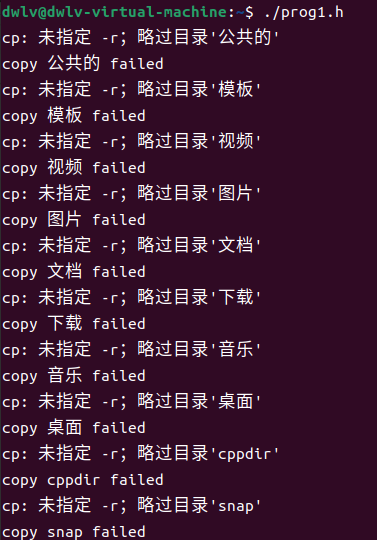 dwlv@dwlv-virtual-machine:~$ ./prog1.h
cp: 未指定 -r；略过目录'公共的'
copy 公共的 failed
cp: 未指定 -r；略过目录'模板'
copy 模板 failed
cp: 未指定 -r；略过目录'视频'
copy 视频 failed
cp: 未指定 -r；略过目录'图片'
copy 图片 failed
cp: 未指定 -r；略过目录'文档'
copy 文档 failed
cp: 未指定 -r；略过目录'下载'
copy 下载 failed
cp: 未指定 -r；略过目录'音乐'
copy 音乐 failed
cp: 未指定 -r；略过目录'桌面'
copy 桌面 failed
cp: 未指定 -r；略过目录'cppdir'
copy cppdir failed
cp: 未指定 -r；略过目录'snap'
copy snap failed